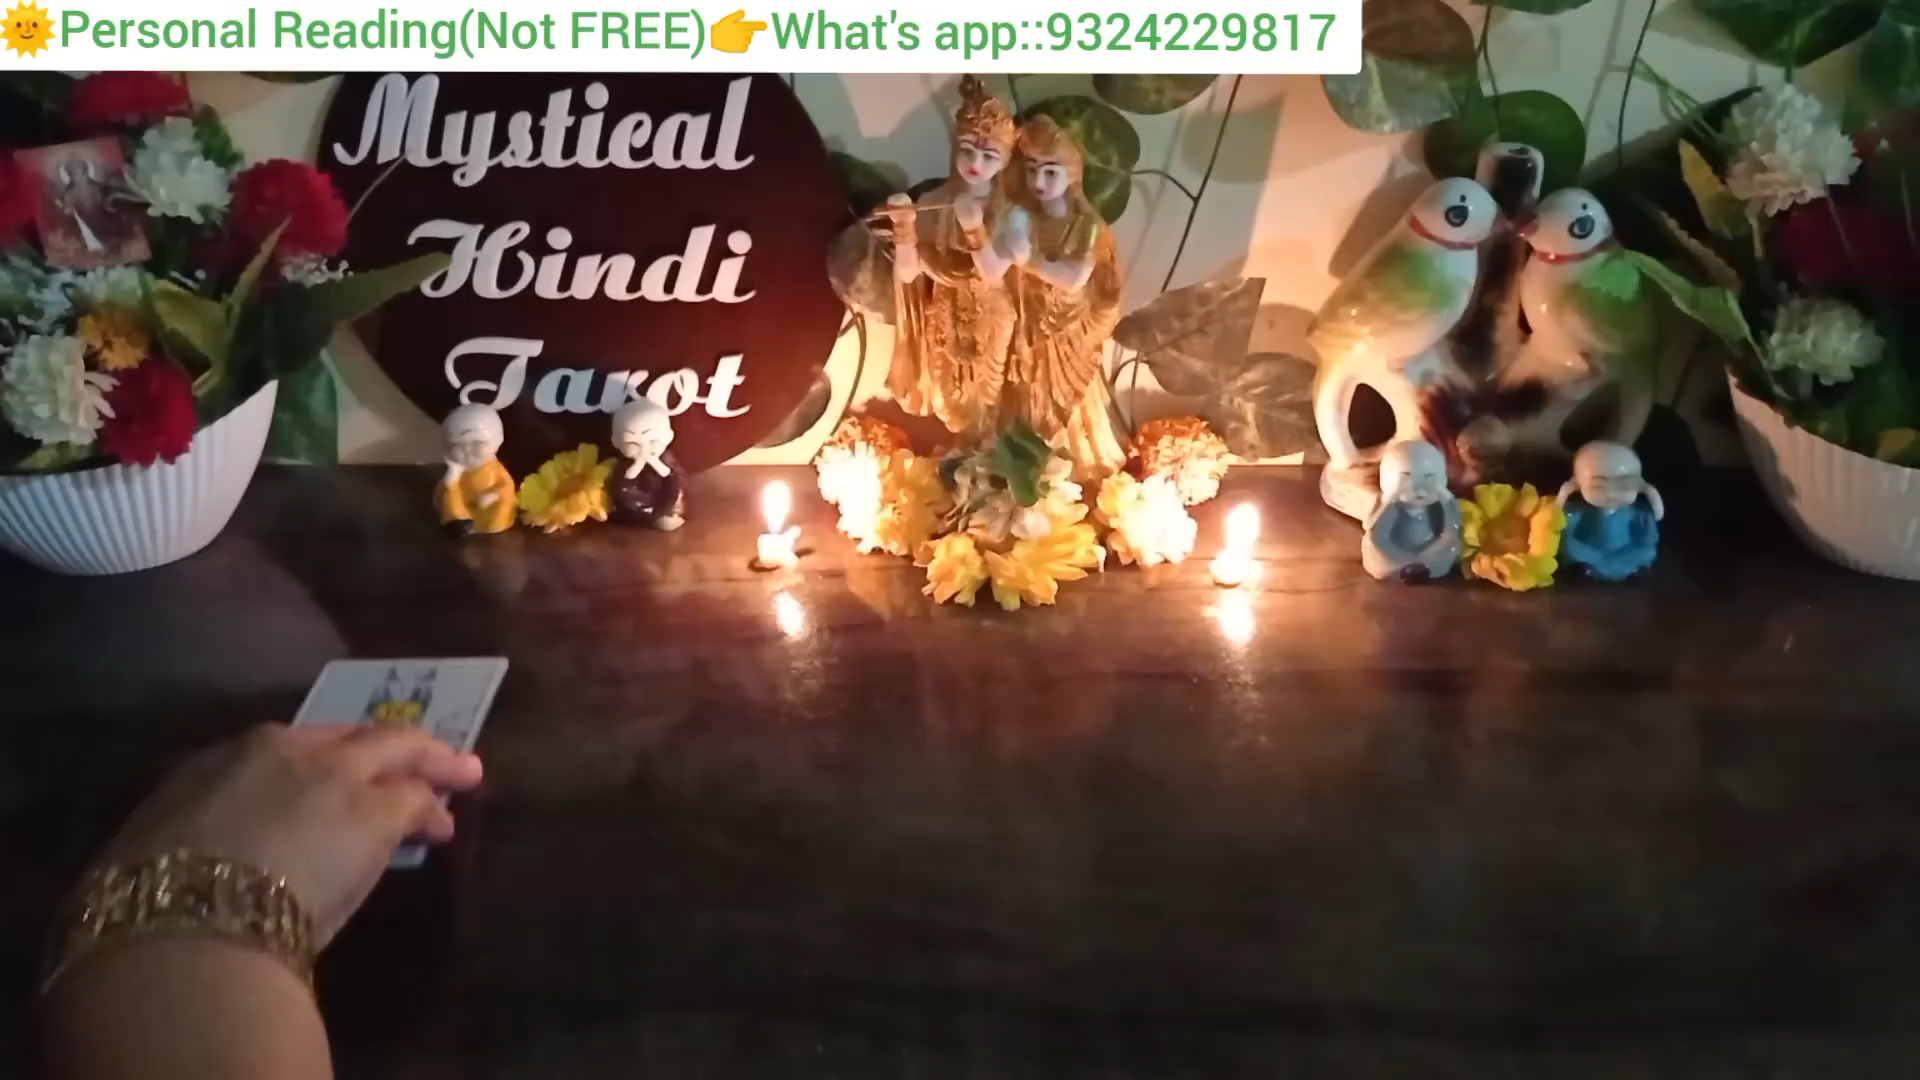 🌞Personal Reading(Not FREE)👉What's app::9324229817
Mystical
Hindi
Tarot